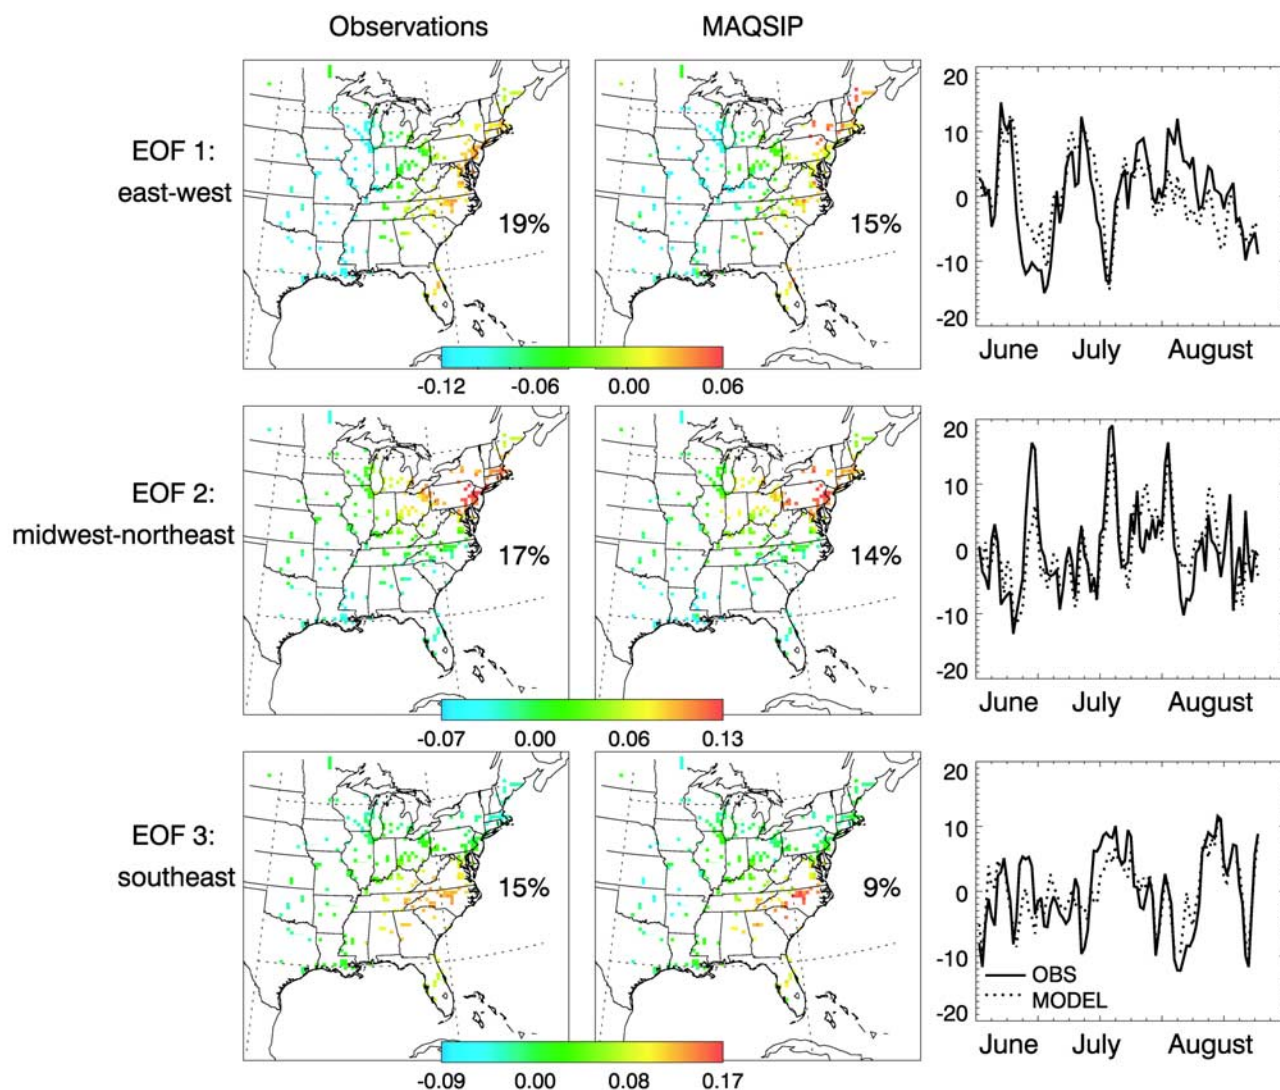 Observations
MAQSIP
EOF 1:
east-west
19%
15%
20
10
0
-10
-20
June July August
-0.12 -0.06 0.00 0.06
EOF 2:
midwest-northeast
17%
14%
20
10
0
-10
-20
June July August
-0.07 0.00 0.06 0.13
EOF 3:
southeast
15%
9%
20
10
0
-10
-20
OBS
MODEL
June July August
-0.09 0.00 0.08 0.17